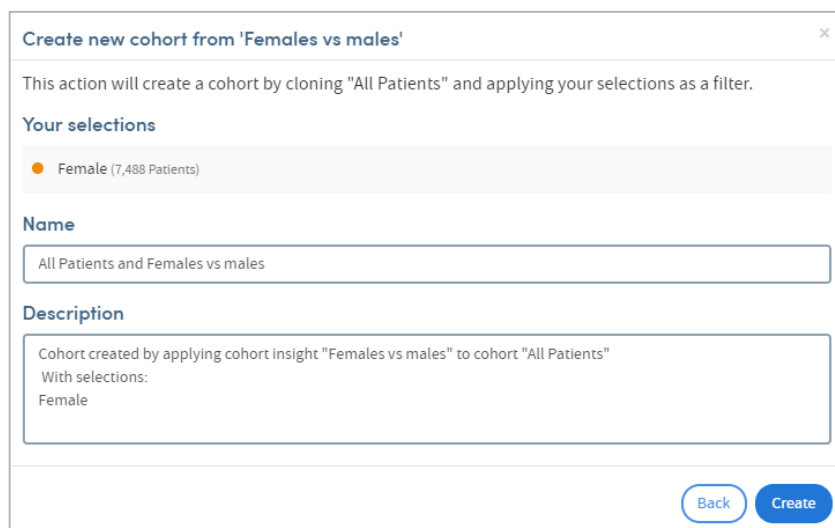 Create new cohort from 'Females vs males'
×
This action will create a cohort by cloning "All Patients" and applying your selections as a filter.
Your selections
Female (7,488 Patients)
Name
All Patients and Females vs males
Description
Cohort created by applying cohort insight "Females vs males" to cohort "All Patients"
With selections:
Female
Back Create